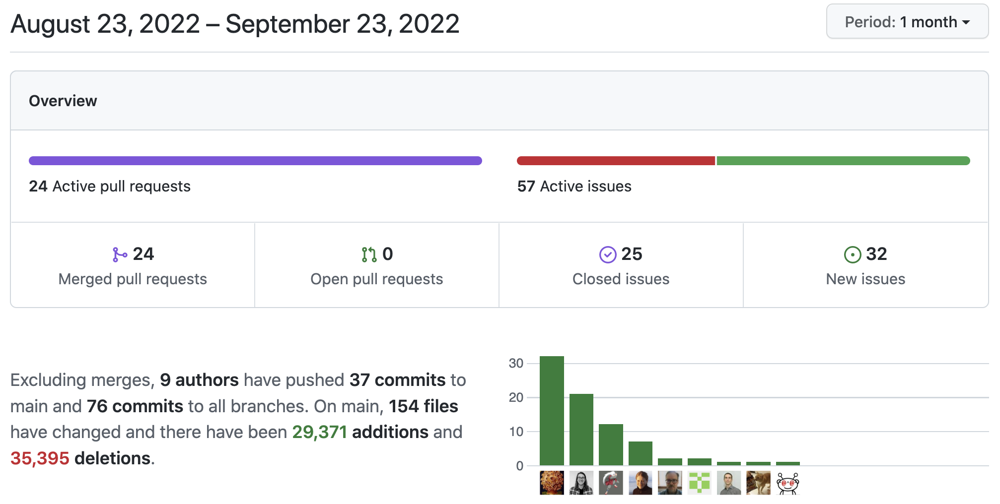 August 23, 2022 – September 23, 2022
Period: 1 month
Overview
24 Active pull requests
57 Active issues
24
Merged pull requests
0
Open pull requests
25
Closed issues
32
New issues
Excluding merges, 9 authors have pushed 37 commits to
main and 76 commits to all branches. On main, 154 files
have changed and there have been 29,371 additions and
35,395 deletions.
30
20
10
0